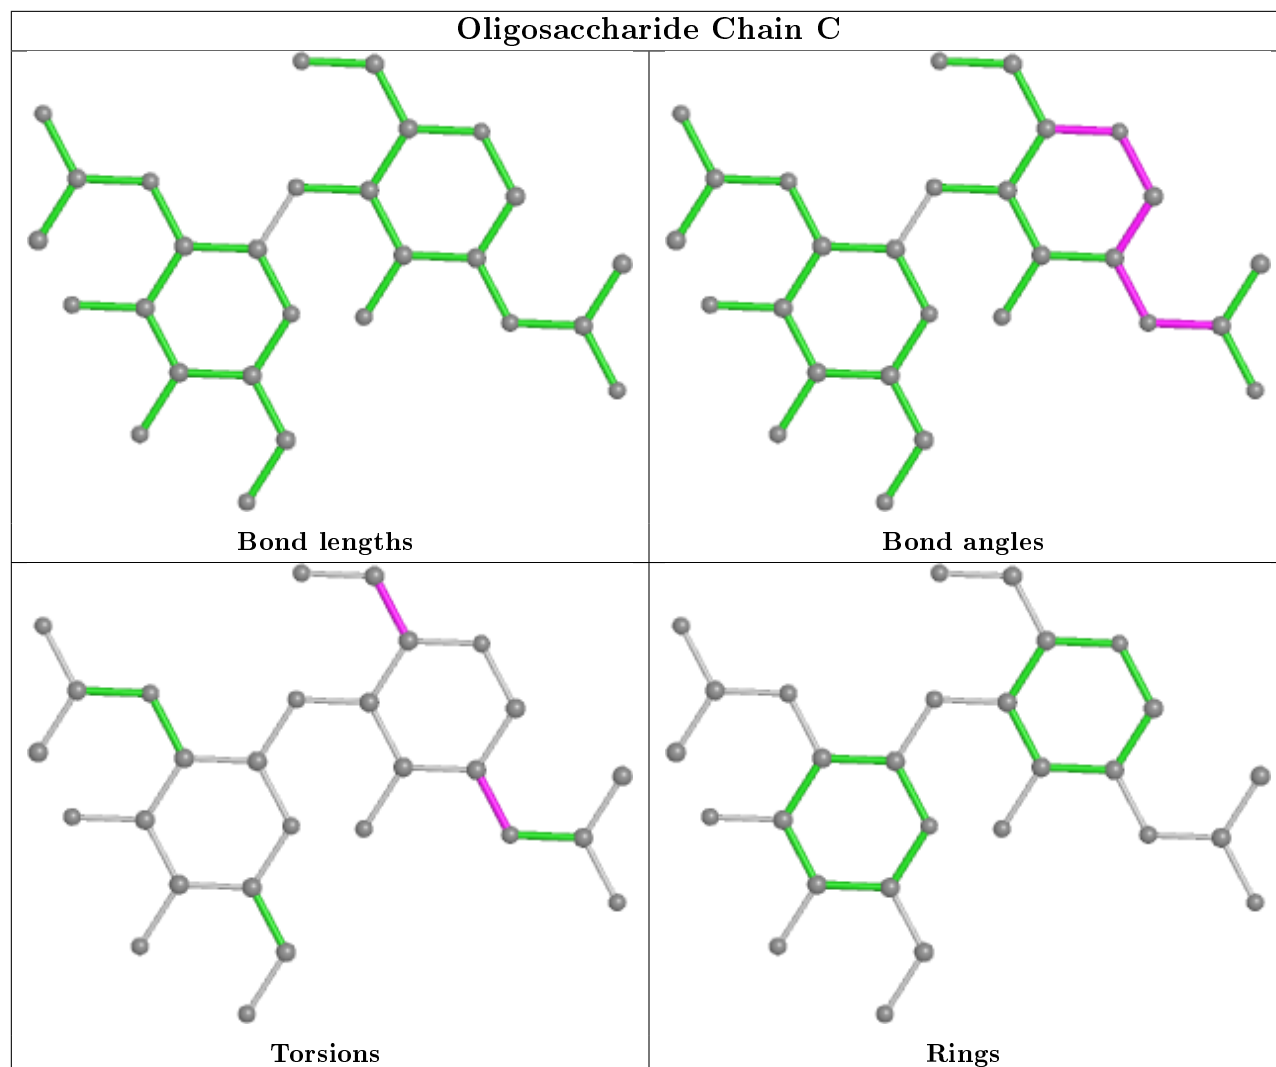 Oligosaccharide Chain C
Bond lengths
Bond angles
Torsions
Rings